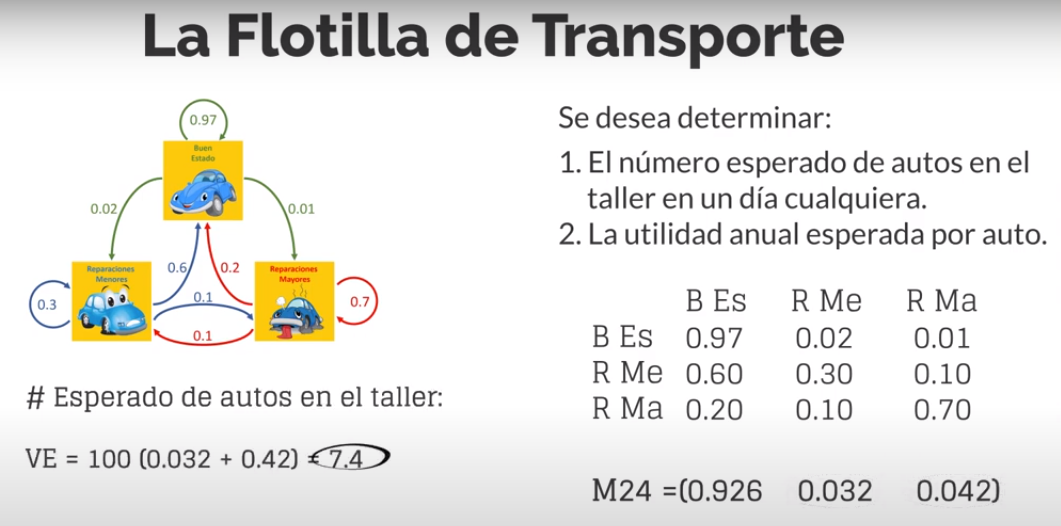 La Flotilla de Transporte
0.97
Buen
Estado
0.02
0.01
Reparaciones
Menores
0.6
0.2
Reparaciones
Mayores
0.3
0.1
0.7
0.1
# Esperado de autos en el taller:
VE = 100 (0.032 + 0.42) = 7.4
Se desea determinar:
1. El número esperado de autos en el
taller en un día cualquiera.
2. La utilidad anual esperada por auto.
B Es R Me R Ma
B Es 0.97 0.02 0.01
R Me 0.60 0.30 0.10
R Ma 0.20 0.10 0.70
M24 =(0.926 0.032 0.042)